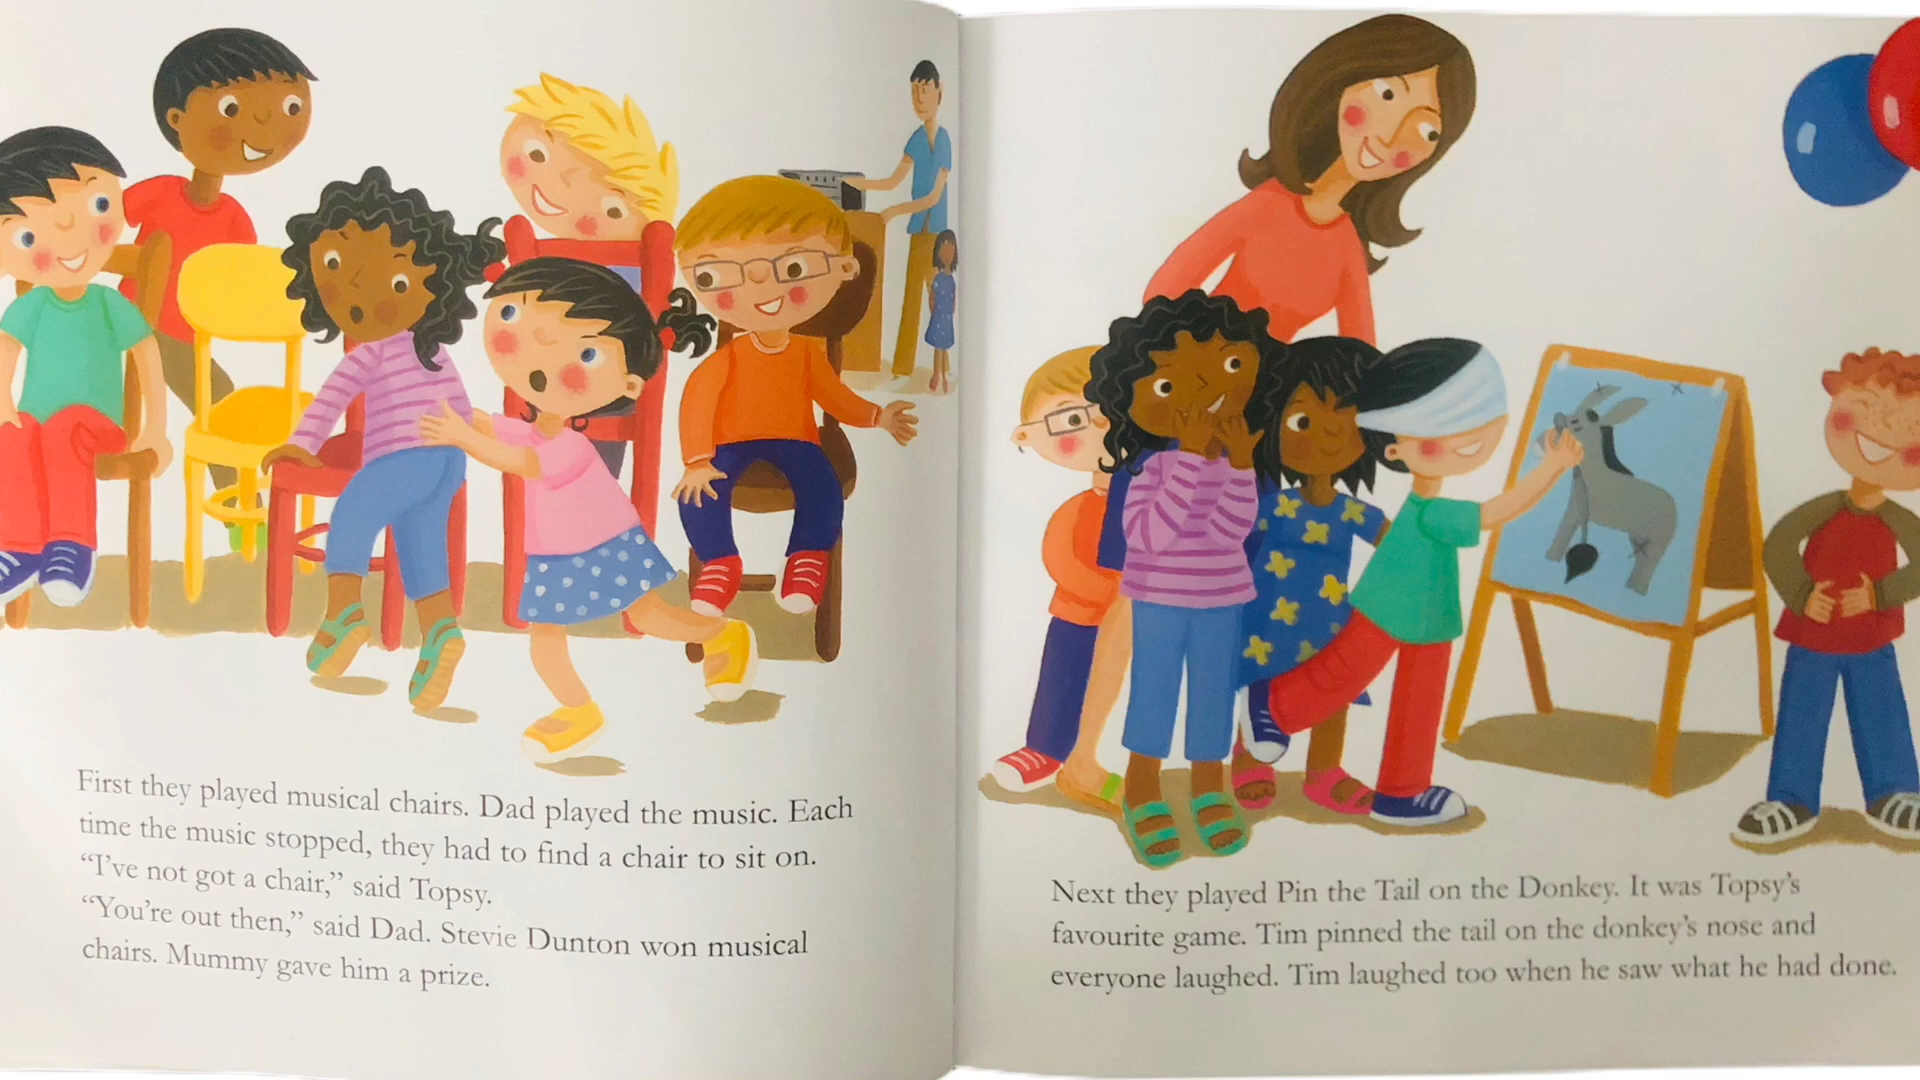 First they played musical chairs. Dad played the music. Each
time the music stopped, they had to find a chair to sit on.
“I’ve not got a chair,” said Topsy.
“You’re out then,” said Dad. Stevie Dunton won musical
chairs. Mummy gave him a prize.
Next they played Pin the Tail on the Donkey. It was Topsy’s
favourite game. Tim pinned the tail on the donkey’s nose and
everyone laughed. Tim laughed too when he saw what he had done.